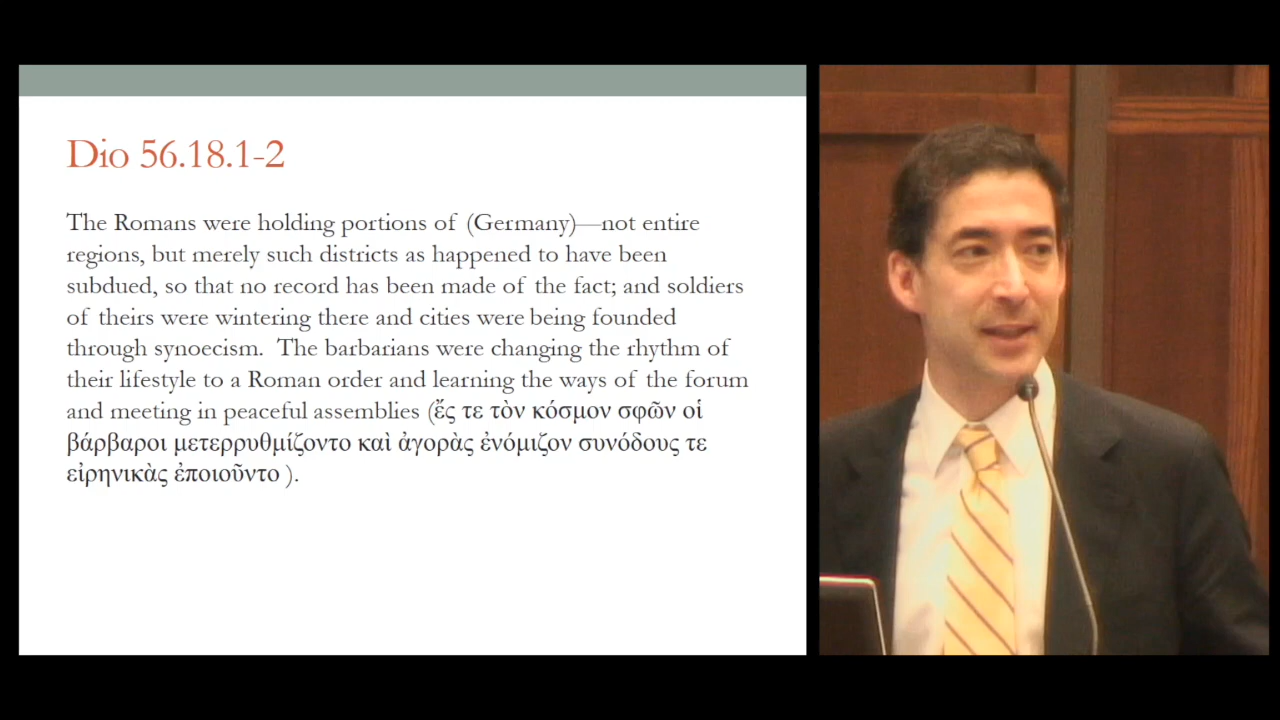 Dio 56.18.1-2
The Romans were holding portions of (Germany)—not entire
regions, but merely such districts as happened to have been
subdued, so that no record has been made of the fact; and soldiers
of theirs were wintering there and cities were being founded
through synoecism. The barbarians were changing the rhythm of
their lifestyle to a Roman order and learning the ways of the forum
and meeting in peaceful assemblies (ἔς τε τὸν κόσμον σφῶν οἱ
βάρβαροι μετερρυθμίζοντο καὶ ἀγορὰς ἐνόμιζον συνόδους τε
εἰρηνικὰς ἐποιοῦντο ).